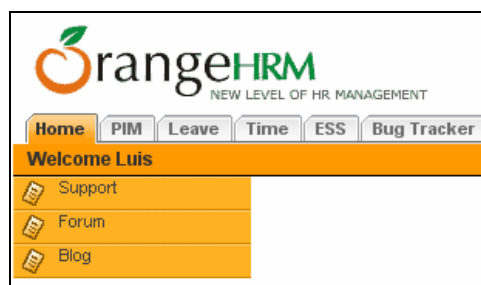 OrangeHRM
NEW LEVEL OF HR MANAGEMENT
Home PIM Leave Time ESS Bug Tracker
Welcome Luis
Support
Forum
Blog